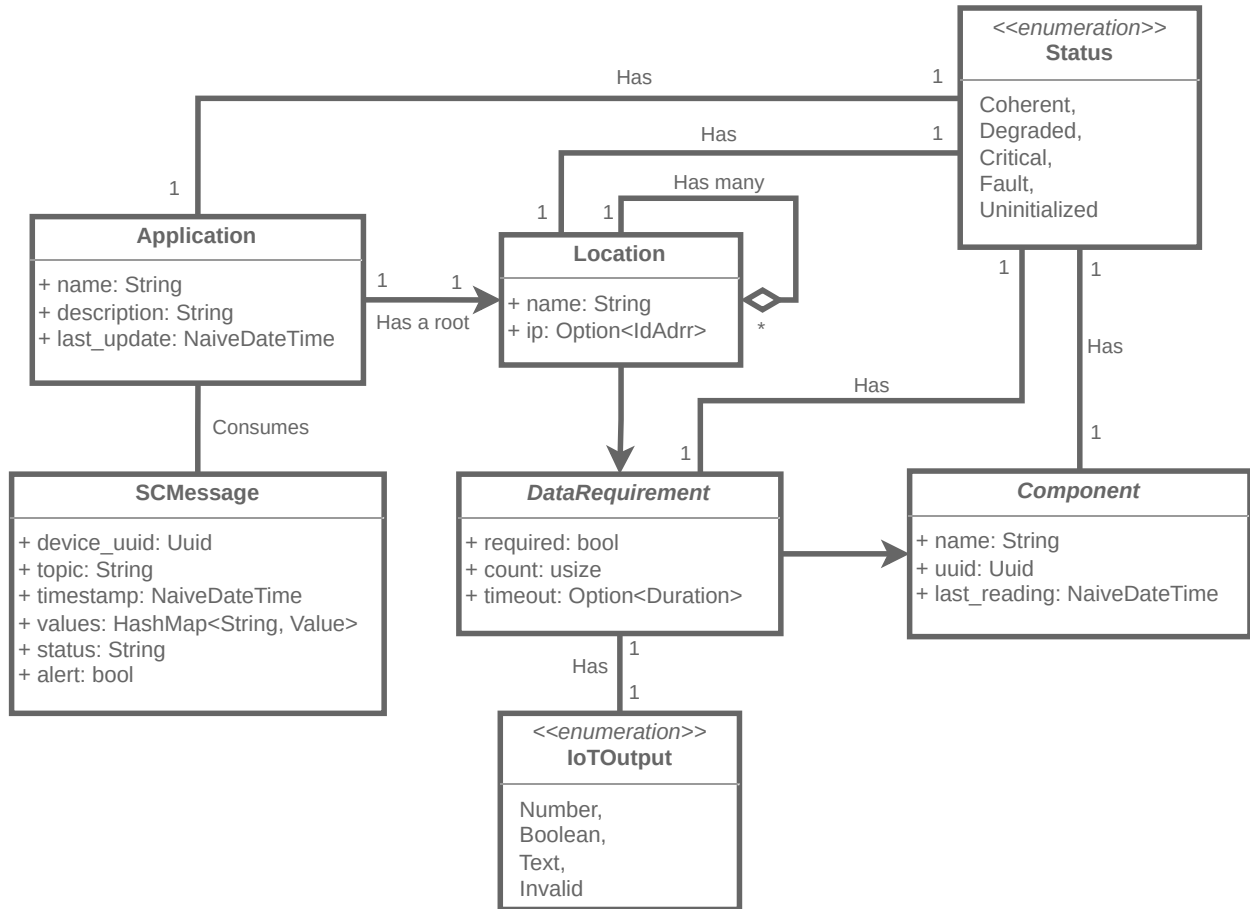 <<enumeration>>
Status
Coherent,
Degraded,
Critical,
Fault,
Uninitialized
Has
1
1
Has
1
1
Has many
1
*
Application
+ name: String
+ description: String
+ last_update: NaiveDateTime
1
1
Has a root
Location
+ name: String
+ ip: Option<IdAdrr>
1
Has
1
1
Has
1
Consumes
SCMessage
+ device_uuid: Uuid
+ topic: String
+ timestamp: NaiveDateTime
+ values: HashMap<String, Value>
+ status: String
+ alert: bool
DataRequirement
+ required: bool
+ count: usize
+ timeout: Option<Duration>
Component
+ name: String
+ uuid: Uuid
+ last_reading: NaiveDateTime
1
Has
1
<<enumeration>>
IoTOutput
Number,
Boolean,
Text,
Invalid